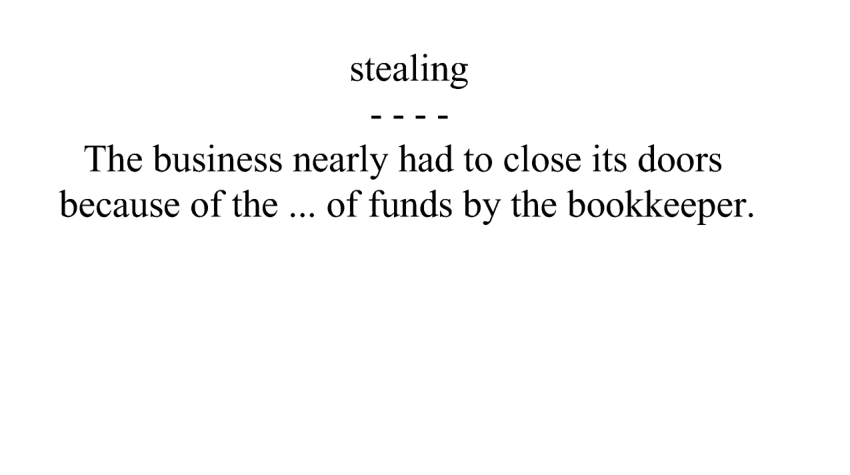 stealing
- - - -
The business nearly had to close its doors
because of the ... of funds by the bookkeeper.